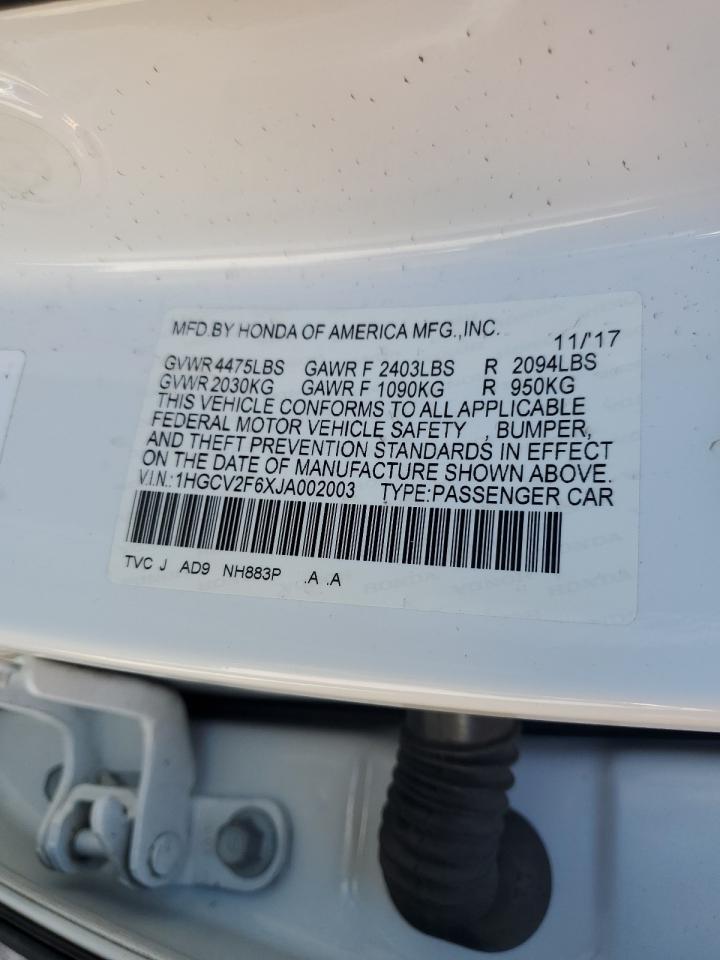 MFD.BY HONDA OF AMERICA MFG.,INC. 11/'17
GVWR 4475LBS GAWR F 2403LBS R 2094LBS
GVWR 2030KG GAWR F 1090KG R 950KG
THIS VEHICLE CONFORMS TO ALL APPLICABLE
FEDERAL MOTOR VEHICLE SAFETY , BUMPER,
AND THEFT PREVENTION STANDARDS IN EFFECT
ON THE DATE OF MANUFACTURE SHOWN ABOVE.
V.I.N.:1HGCV2F6XJA002003 TYPE:PASSENGER CAR
TVC J AD9 NH883P .A .A